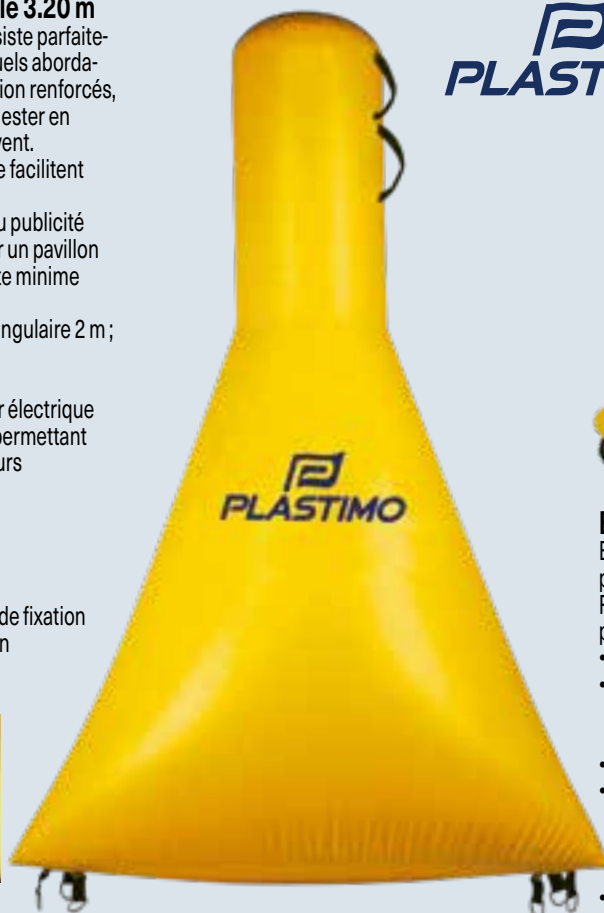 le 3.20 m
siste parfaite-
uels aborda-
ion renforcés,
ester en
vent.
e facilitent
u publicité
r un pavillon
te minime
ngulaire 2 m ;
r électrique
permettant
urs
de fixation
n
PLAST
PLASTIMO